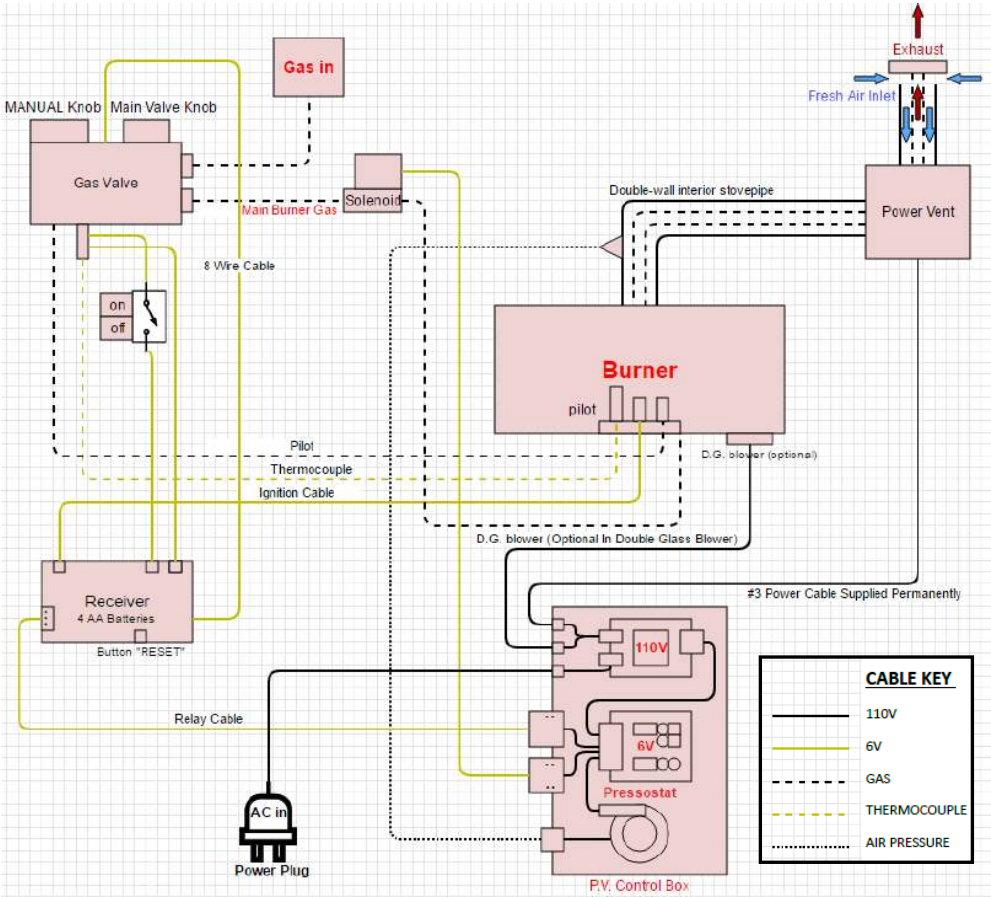 Exhaust
Gas in
MANUAL Knob
Main Valve Knob
Fresh Air Inlet
Gas Valve
Double-wall interior stovepipe
Solenoid
Main Burner Gas
Power Vent
8 Wire Cable
on
off
Burner
pilot
Pilot
D.G. blower (optional)
Thermocouple
Ignition Cable
D.G. blower (Optional In Double Glass Blower)
#3 Power Cable Supplied Permanently
Receiver
4 AA Batteries
Button "RESET"
110V
CABLE KEY
110V
Relay Cable
6V
6V
GAS
Pressostat
THERMOCOUPLE
AC in
AIR PRESSURE
Power Plug
P.V. Control Box